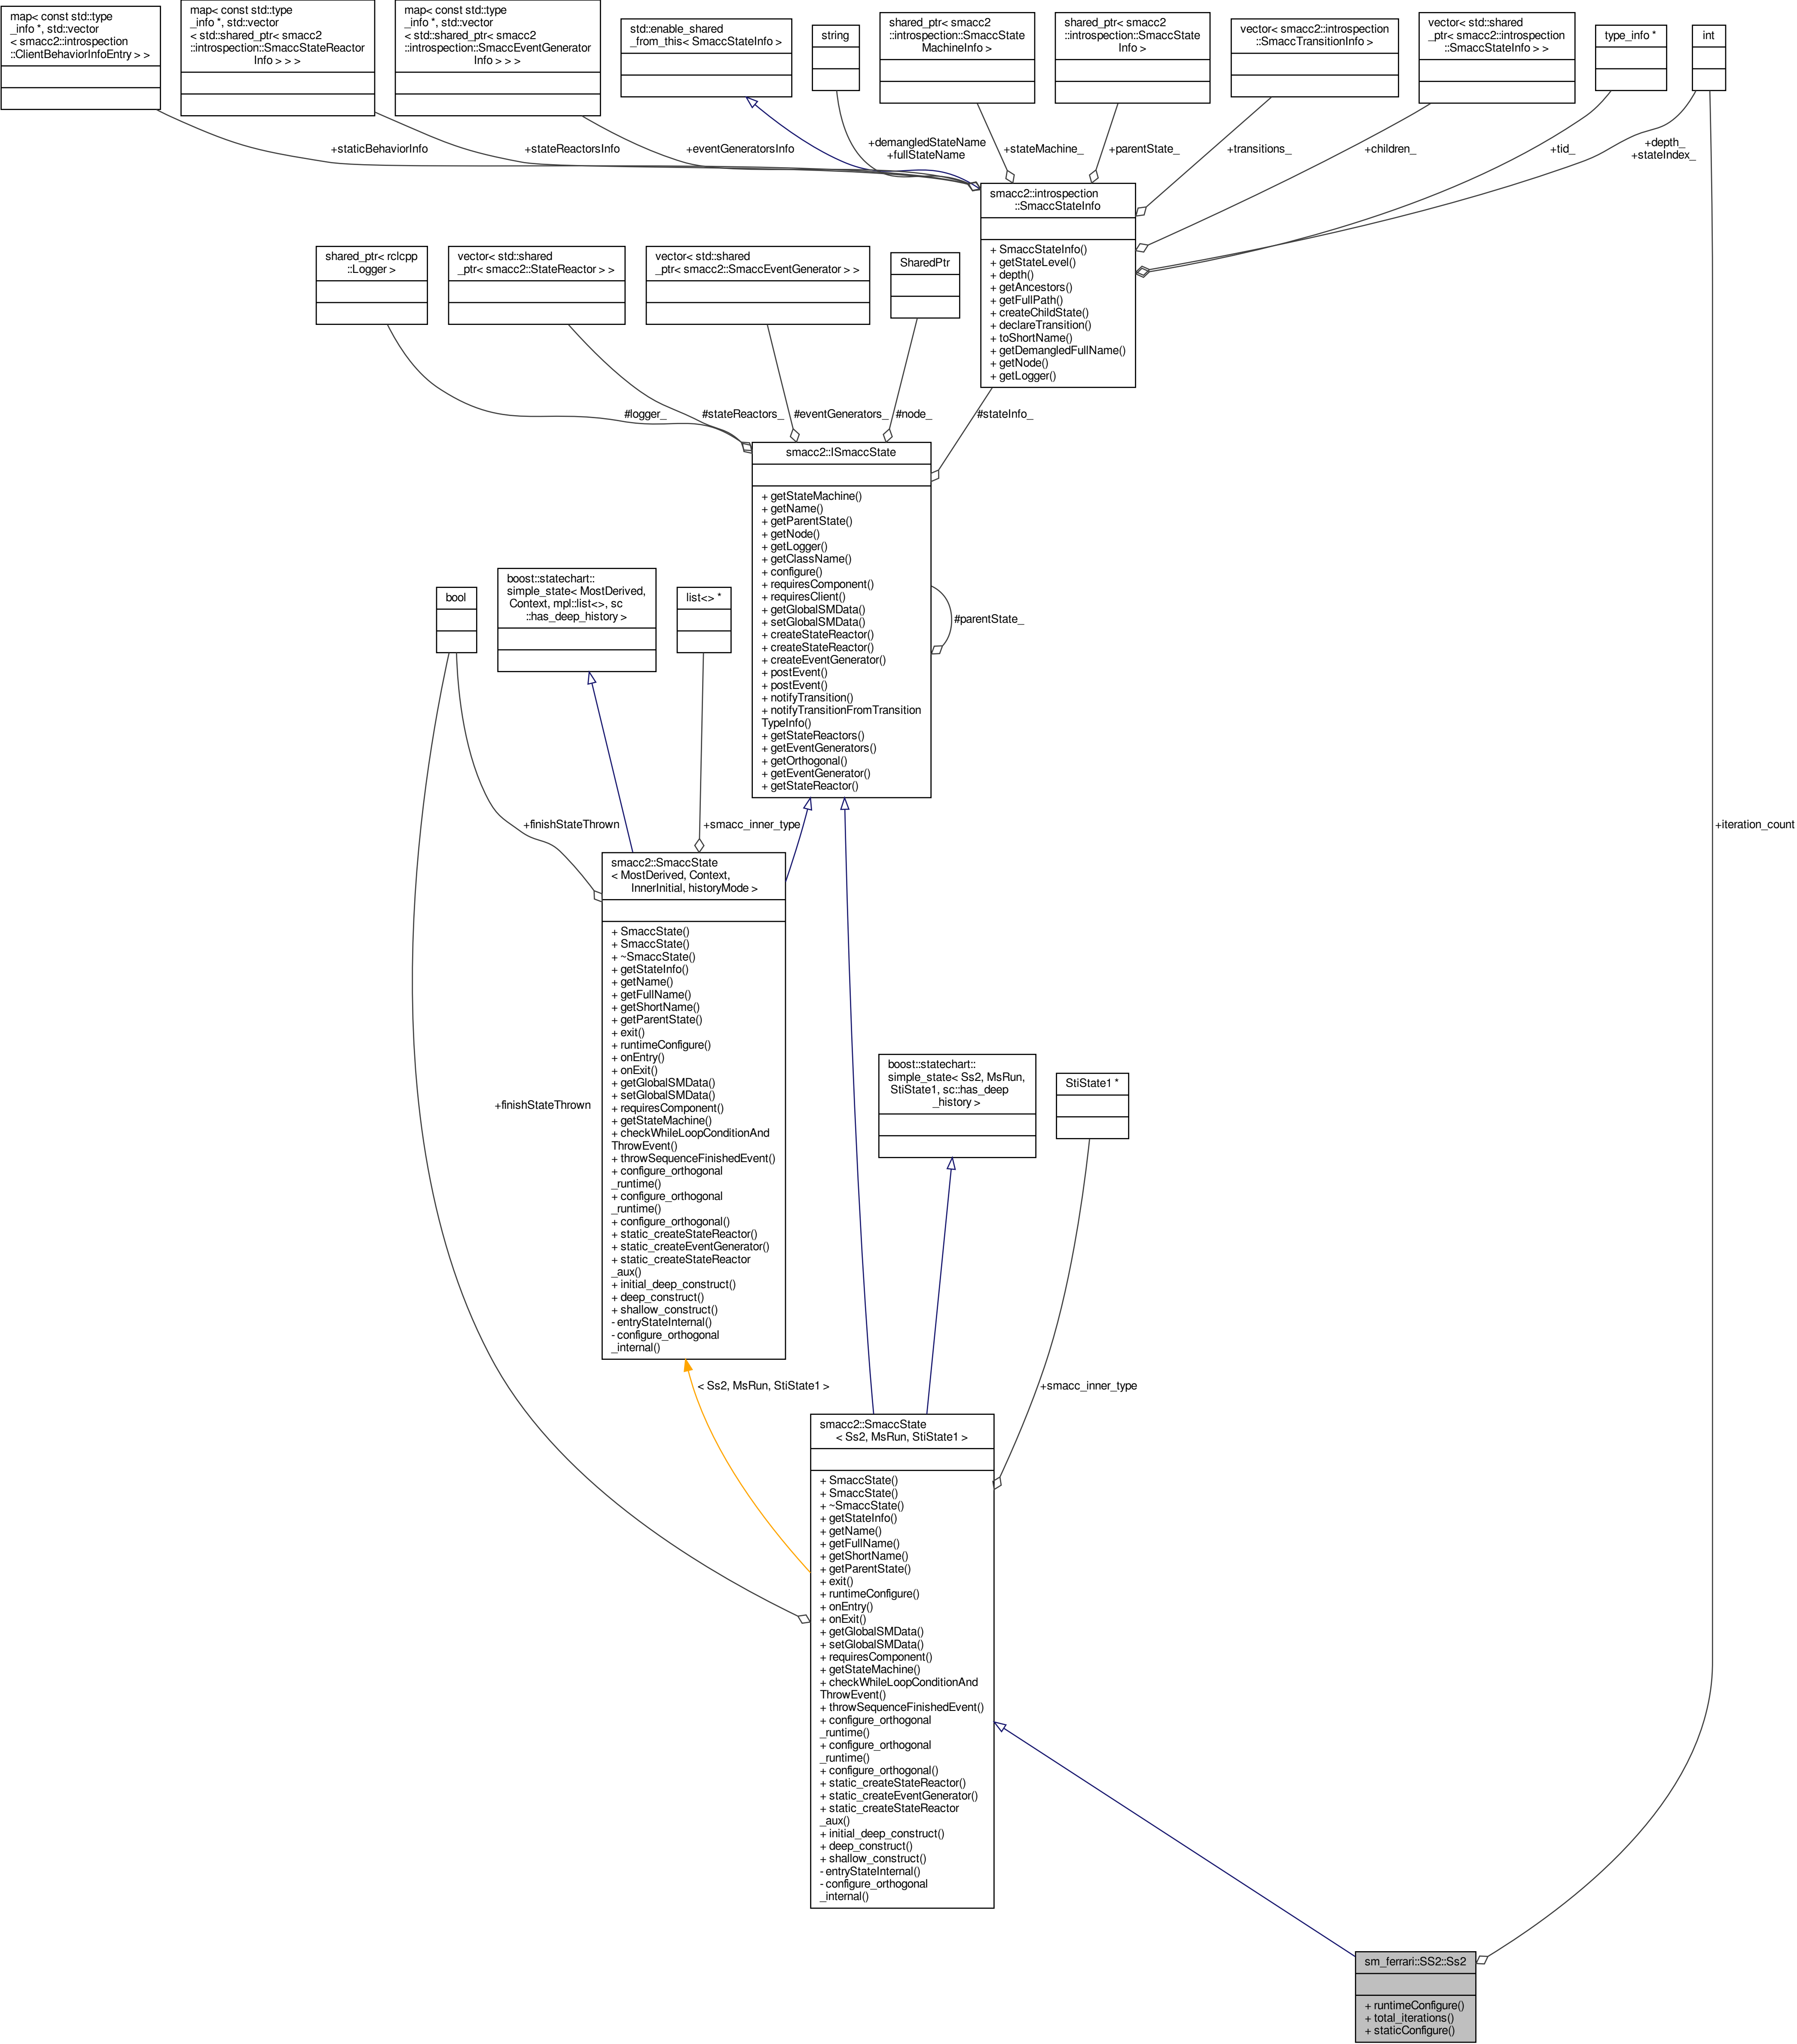 map< const std::type
_info *, std::vector
< smacc2::introspection
::ClientBehaviorInfoEntry > >
map< const std::type
_info *, std::vector
< std::shared_ptr< smacc2
::introspection::SmaccStateReactor
Info > > >
map< const std::type
_info *, std::vector
< std::shared_ptr< smacc2
::introspection::SmaccEventGenerator
Info > > >
std::enable_shared
_from_this< SmaccStateInfo >
string
shared_ptr< smacc2
::introspection::SmaccState
MachineInfo >
shared_ptr< smacc2
::introspection::SmaccState
Info >
vector< smacc2::introspection
::SmaccTransitionInfo >
vector< std::shared
_ptr< smacc2::introspection
::SmaccStateInfo > >
type_info *
int
+staticBehaviorInfo
+stateReactorsInfo
+eventGeneratorsInfo
+demangledStateName
+fullStateName
+stateMachine_
+parentState_
+transitions_
+children_
+tid_
+depth_
+stateIndex_
smacc2::introspection
::SmaccStateInfo
+ SmaccStateInfo()
+ getStateLevel()
+ depth()
+ getAncestors()
+ getFullPath()
+ createChildState()
+ declareTransition()
+ toShortName()
+ getDemangledFullName()
+ getNode()
+ getLogger()
shared_ptr< rclcpp
::Logger >
vector< std::shared
_ptr< smacc2::StateReactor > >
vector< std::shared
_ptr< smacc2::SmaccEventGenerator > >
SharedPtr
#logger_
#stateReactors_
#eventGenerators_
#node_
#stateInfo_
smacc2::ISmaccState
+ getStateMachine()
+ getName()
+ getParentState()
+ getNode()
+ getLogger()
+ getClassName()
+ configure()
+ requiresComponent()
+ requiresClient()
+ getGlobalSMData()
+ setGlobalSMData()
+ createStateReactor()
+ createStateReactor()
+ createEventGenerator()
+ postEvent()
+ postEvent()
+ notifyTransition()
+ notifyTransitionFromTransition
TypeInfo()
+ getStateReactors()
+ getEventGenerators()
+ getOrthogonal()
+ getEventGenerator()
+ getStateReactor()
#parentState_
bool
boost::statechart::
simple_state< MostDerived,
Context, mpl::list<>, sc
::has_deep_history >
list<> *
+finishStateThrown
+smacc_inner_type
+iteration_count
smacc2::SmaccState
< MostDerived, Context,
InnerInitial, historyMode >
+ SmaccState()
+ SmaccState()
+ ~SmaccState()
+ getStateInfo()
+ getName()
+ getFullName()
+ getShortName()
+ getParentState()
+ exit()
+ runtimeConfigure()
+ onEntry()
+ onExit()
+ getGlobalSMData()
+ setGlobalSMData()
+ requiresComponent()
+ getStateMachine()
+ checkWhileLoopConditionAnd
ThrowEvent()
+ throwSequenceFinishedEvent()
+ configure_orthogonal
_runtime()
+ configure_orthogonal
_runtime()
+ configure_orthogonal()
+ static_createStateReactor()
+ static_createEventGenerator()
+ static_createStateReactor
_aux()
+ initial_deep_construct()
+ deep_construct()
+ shallow_construct()
- entryStateInternal()
- configure_orthogonal
_internal()
+finishStateThrown
boost::statechart::
simple_state< Ss2, MsRun,
StiState1, sc::has_deep
_history >
StiState1 *
< Ss2, MsRun, StiState1 >
+smacc_inner_type
smacc2::SmaccState
< Ss2, MsRun, StiState1 >
+ SmaccState()
+ SmaccState()
+ ~SmaccState()
+ getStateInfo()
+ getName()
+ getFullName()
+ getShortName()
+ getParentState()
+ exit()
+ runtimeConfigure()
+ onEntry()
+ onExit()
+ getGlobalSMData()
+ setGlobalSMData()
+ requiresComponent()
+ getStateMachine()
+ checkWhileLoopConditionAnd
ThrowEvent()
+ throwSequenceFinishedEvent()
+ configure_orthogonal
_runtime()
+ configure_orthogonal
_runtime()
+ configure_orthogonal()
+ static_createStateReactor()
+ static_createEventGenerator()
+ static_createStateReactor
_aux()
+ initial_deep_construct()
+ deep_construct()
+ shallow_construct()
- entryStateInternal()
- configure_orthogonal
_internal()
sm_ferrari::SS2::Ss2
+ runtimeConfigure()
+ total_iterations()
+ staticConfigure()